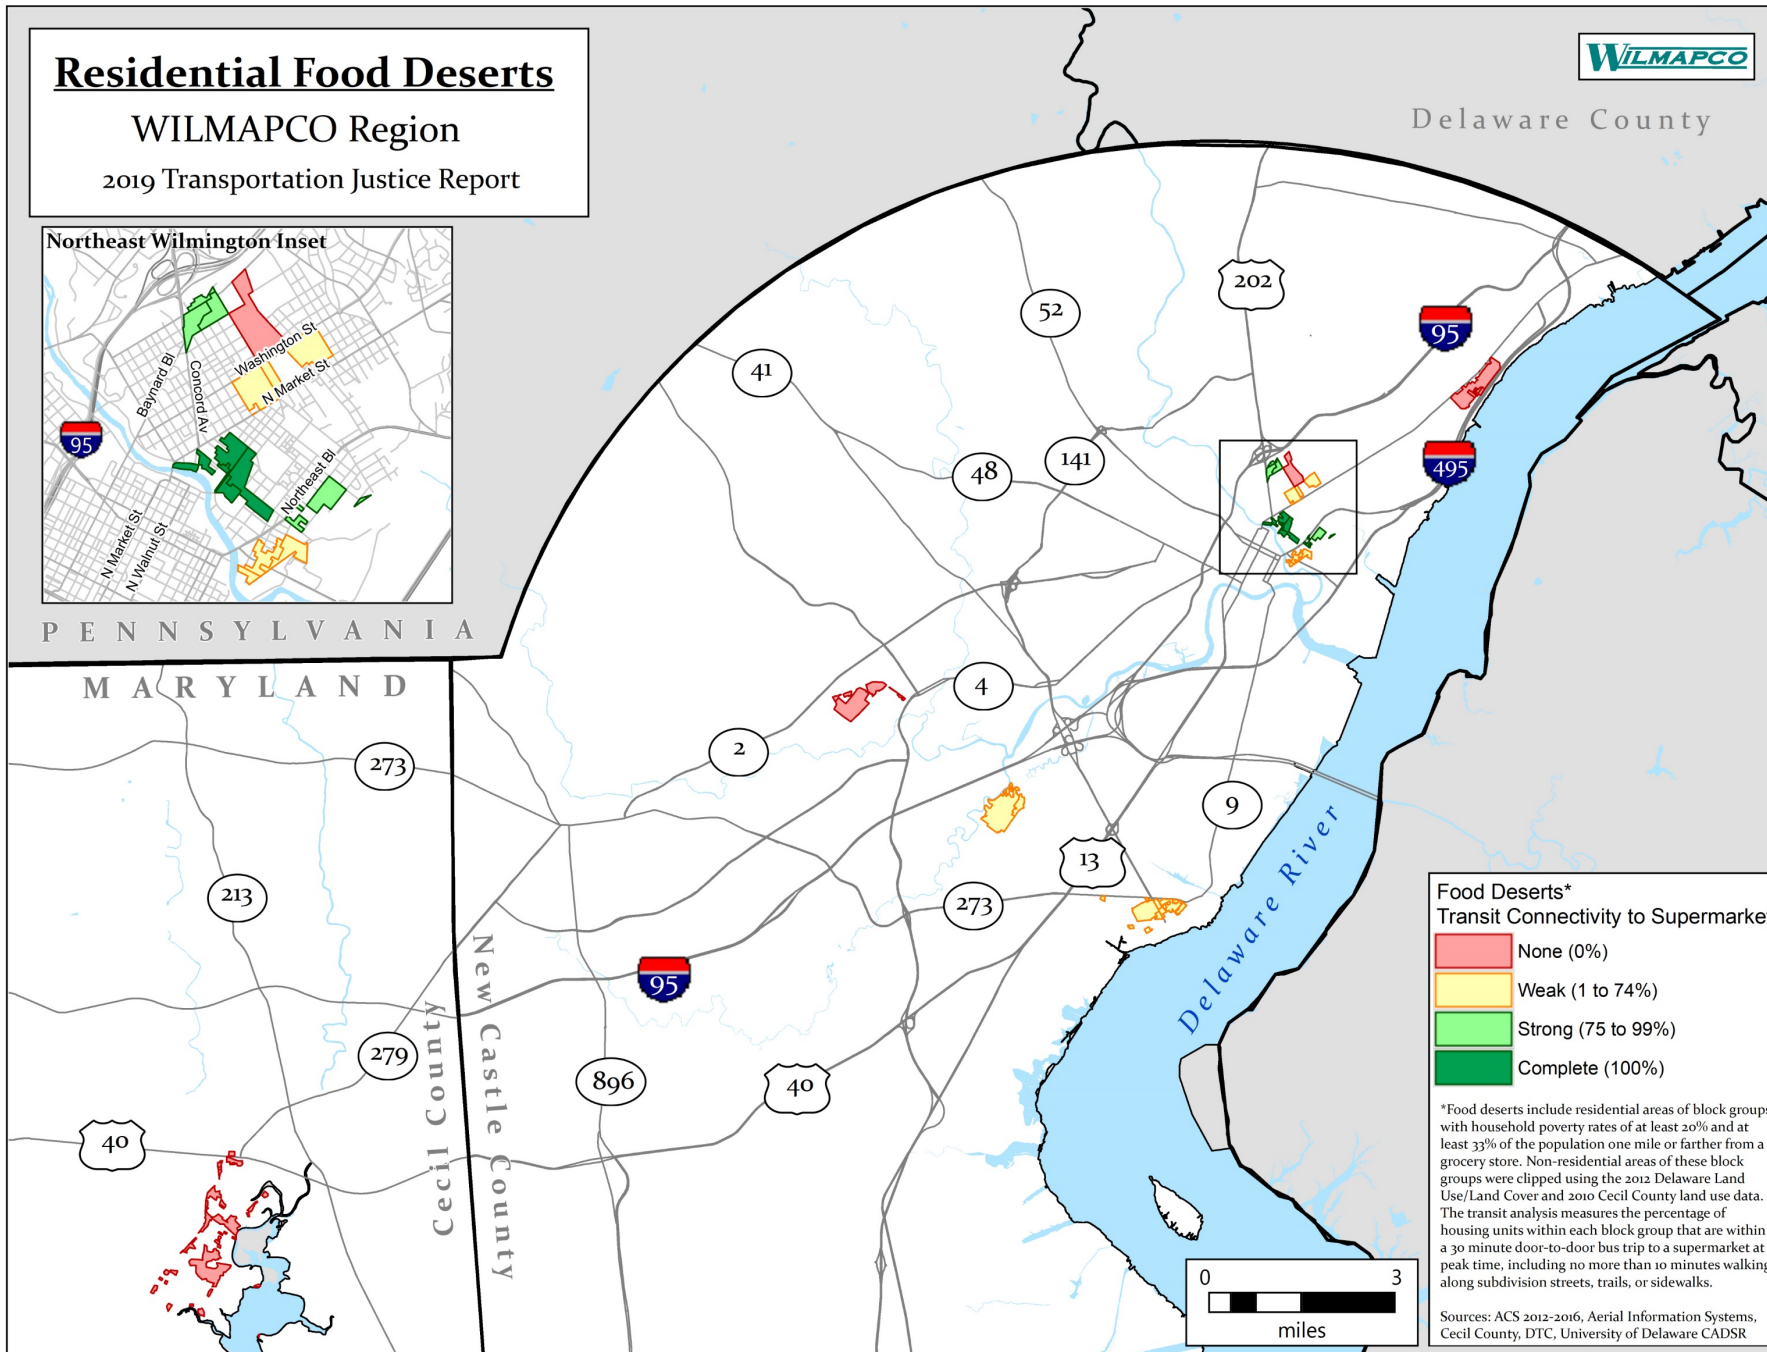 Residential Food Deserts
WILMAPCO Region
2019 Transportation Justice Report
WILMAPCO
Delaware County
Northeast Wilmington Inset
Washington St
N Market St
Baynard Bl
Concord Av
95
Northeast Bl
N Market St
N Walnut St
PENNSYLVANIA
MARYLAND
202
52
95
41
48
141
495
4
2
273
9
13
213
273
95
279
896
40
40
New Castle County
Cecil County
Delaware River
Food Deserts*
Transit Connectivity to Supermarket
None (0%)
Weak (1 to 74%)
Strong (75 to 99%)
Complete (100%)
*Food deserts include residential areas of block groups
with household poverty rates of at least 20% and at
least 33% of the population one mile or farther from a
grocery store. Non-residential areas of these block
groups were clipped using the 2012 Delaware Land
Use/Land Cover and 2010 Cecil County land use data.
The transit analysis measures the percentage of
housing units within each block group that are within
a 30 minute door-to-door bus trip to a supermarket at
peak time, including no more than 10 minutes walking
along subdivision streets, trails, or sidewalks.
Sources: ACS 2012-2016, Aerial Information Systems,
Cecil County, DTC, University of Delaware CADSR
0 3
miles